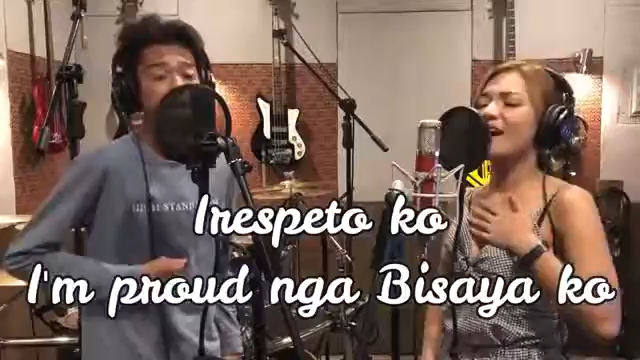 Irespeto ko
I'm proud nga Bisaya ko